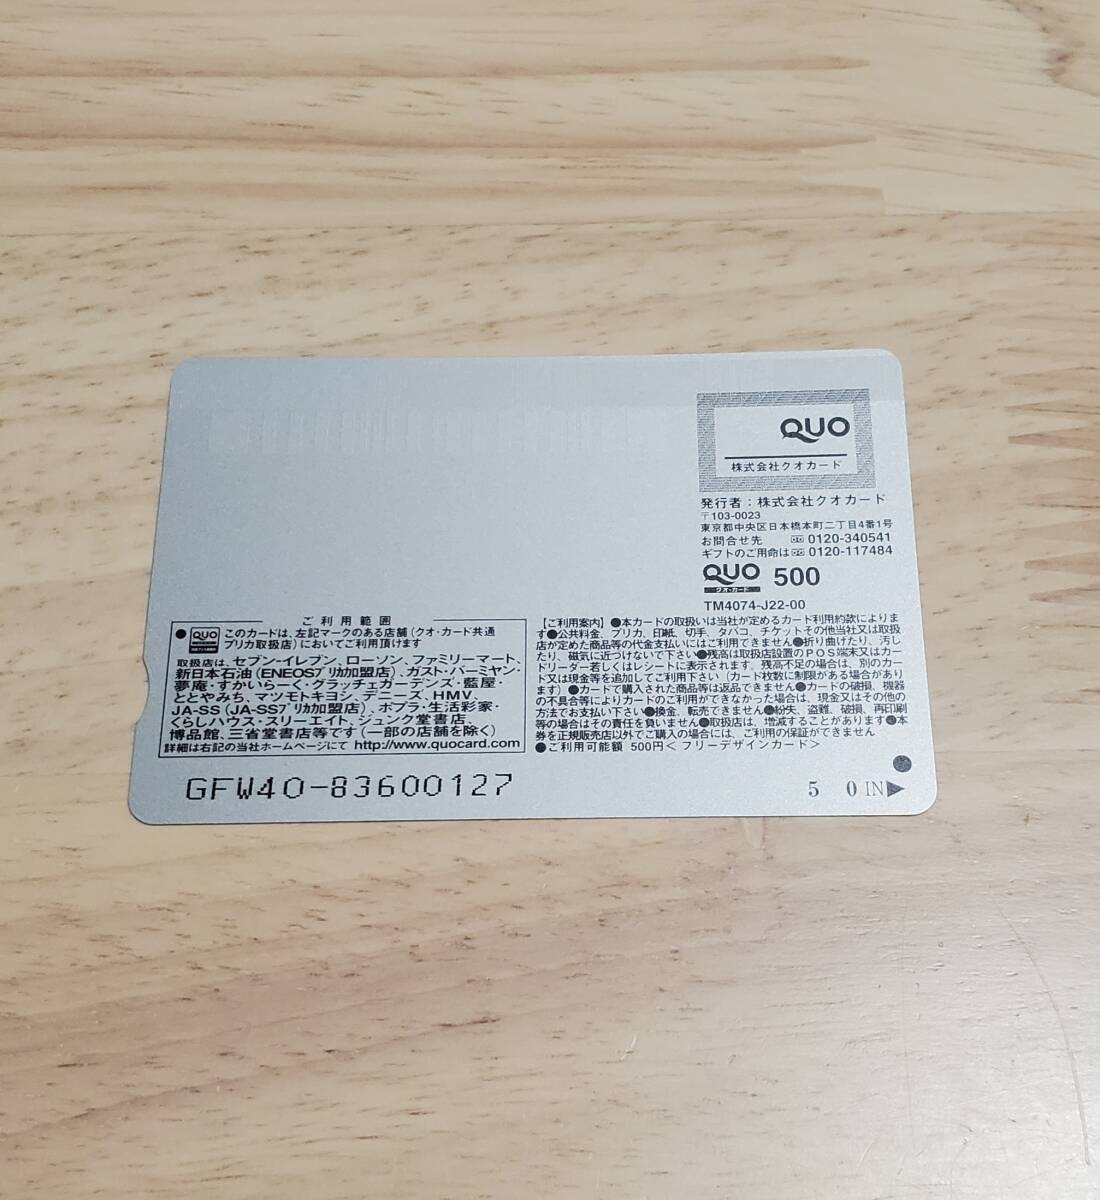 QUO
株式会社クオカード
発行者:株式会社クオカード
〒103-0023
東京都中央区日本橋本町二丁目4番1号
お問合せ先 0120-340541
ギフトのご用命は 0120-117484
QUO 500
クオ・カード
TM4074-J22-00
ご利用範囲
● QUO このカードは、左記マークのある店舗(クオ・カード共通
プリカ取扱店)においてご利用頂けます
取扱店は、セブン-イレブン、ローソン、ファミリーマート、
新日本石油(ENEOSプリカ加盟店)、ガスト・バーミヤン・
夢庵・すかいらーく・グラッチェガーデンズ・藍屋・
ととやみち、マツモトキヨシ、デニーズ、HMV、
JA-SS(JA-SSプリカ加盟店)、ポプラ・生活彩家・
くらしハウス・スリーエイト、ジュンク堂書店、
博品館、三省堂書店等です(一部の店舗を除く)
詳細は右記の当社ホームページにて http://www.quocard.com
【ご利用案内】●本カードの取扱いは当社が定めるカード利用約款によりま
す●公共料金、プリカ、印紙、切手、タバコ、チケットその他当社又は取扱
店が定めた商品等の代金支払いにはご利用できません●折り曲げたり、汚し
たり、磁気に近づけないで下さい●残高は取扱店設置のPOS端末又はカー
ドリーダー若しくはレシートに表示されます。残高不足の場合は、別のカー
ド又は現金等を追加してご利用下さい(カード枚数に制限がある場合があり
ます)●カードで購入された商品等は返品できません●カードの破損、機器
の不具合等によりカードのご利用ができなかった場合は、現金又はその他の
方法でお支払い下さい●換金、転売できません●紛失、盗難、破損、再印刷
等の場合はその責任を負いません●取扱店は、増減することがあります●本
券を正規販売店以外でご購入の場合には、ご利用の保証ができません
●ご利用可能額 500円<フリーデザインカード>
GFW40-83600127
5 0 IN▶